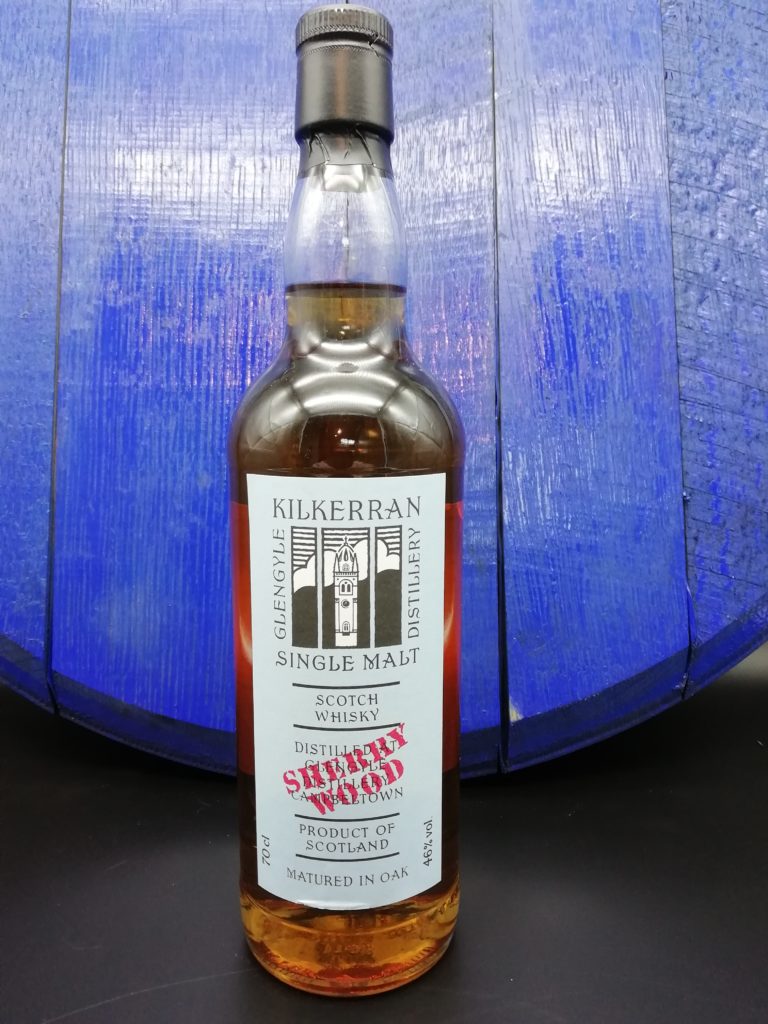 KILKERRAN
GLENGYLE
DISTILLERY
SINGLE MALT
SCOTCH
WHISKY
DISTILLED AT
GLENGYLE
DISTILLERY
CAMPBELTOWN
SHERRY
WOOD
PRODUCT OF
SCOTLAND
70cl
46%vol.
MATURED IN OAK